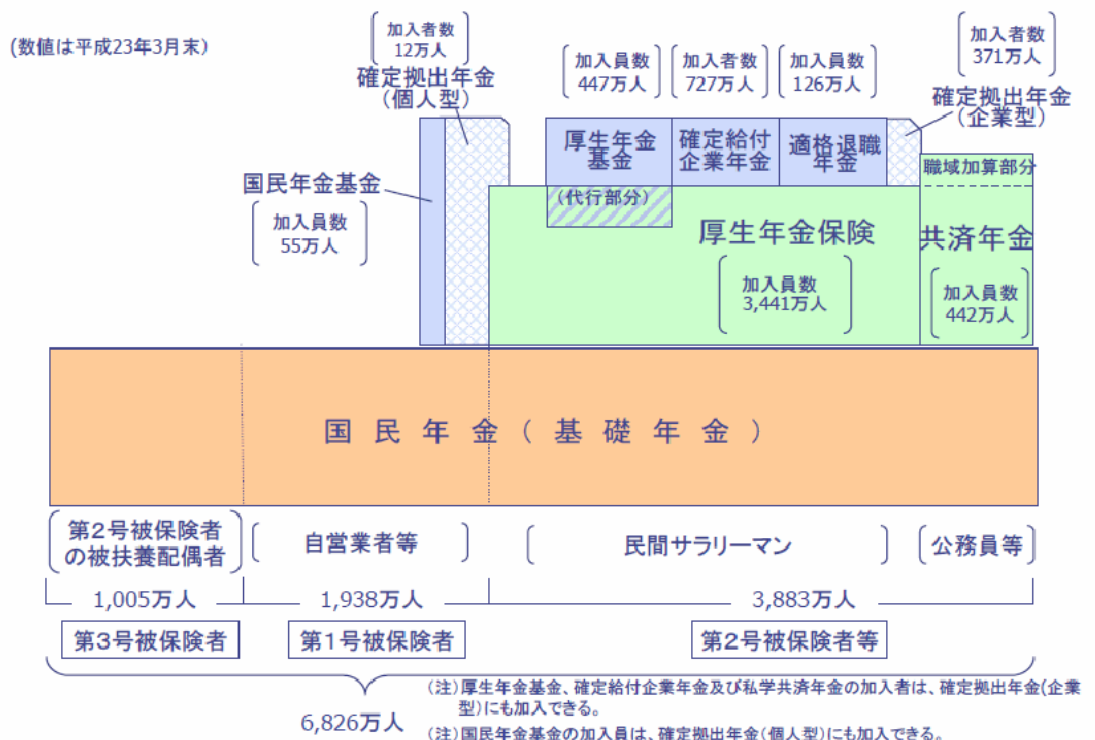 (数値は平成23年3月末)
加入者数
12万人
確定拠出年金
(個人型)
加入員数
447万人
加入者数
727万人
加入員数
126万人
加入者数
371万人
確定拠出年金
(企業型)
厚生年金
基金
確定給付
企業年金
適格退職
年金
職域加算部分
(代行部分)
国民年金基金
加入員数
55万人
厚生年金保険
加入員数
3,441万人
共済年金
加入員数
442万人
国民年金(基礎年金)
第2号被保険者
の被扶養配偶者
自営業者等
民間サラリーマン
公務員等
1,005万人
1,938万人
3,883万人
第3号被保険者
第1号被保険者
第2号被保険者等
6,826万人
(注)厚生年金基金、確定給付企業年金及び私学共済年金の加入者は、確定拠出年金(企業
型)にも加入できる。
(注)国民年金基金の加入員は、確定拠出年金(個人型)にも加入できる。